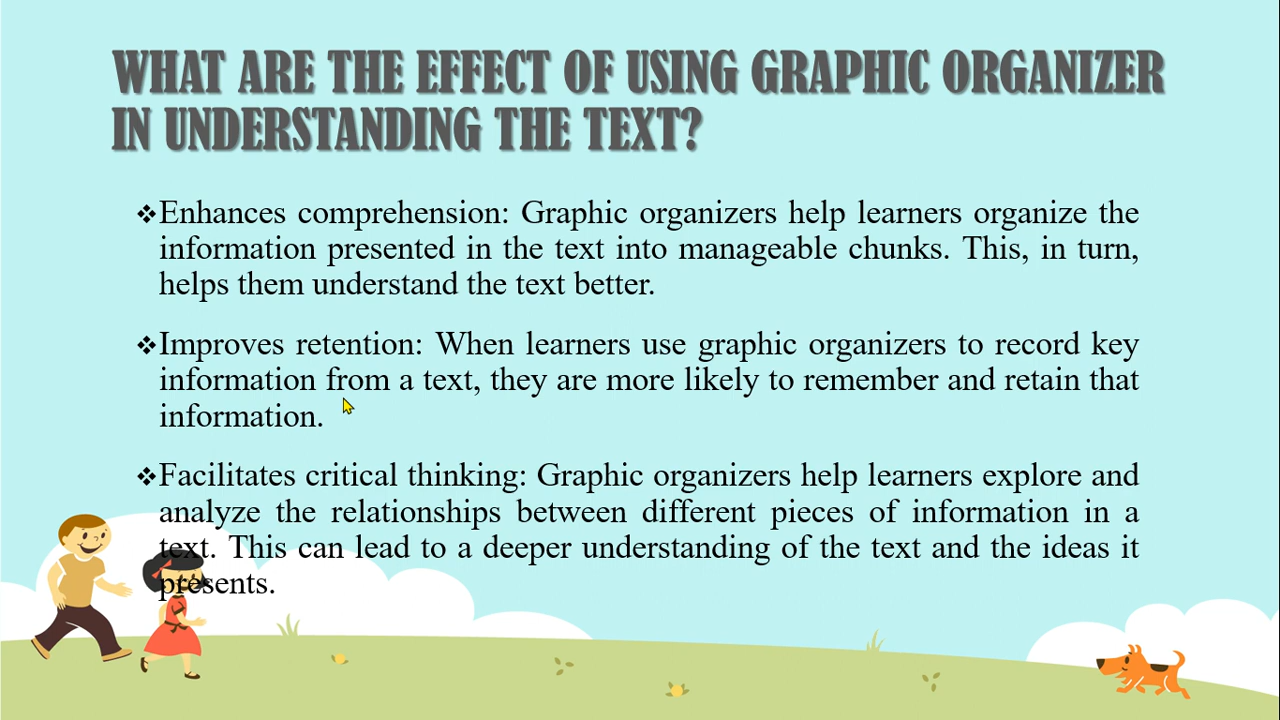 WHAT ARE THE EFFECT OF USING GRAPHIC ORGANIZER
IN UNDERSTANDING THE TEXT?
❖Enhances comprehension: Graphic organizers help learners organize the
information presented in the text into manageable chunks. This, in turn,
helps them understand the text better.
❖Improves retention: When learners use graphic organizers to record key
information from a text, they are more likely to remember and retain that
information.
❖Facilitates critical thinking: Graphic organizers help learners explore and
analyze the relationships between different pieces of information in a
text. This can lead to a deeper understanding of the text and the ideas it
presents.